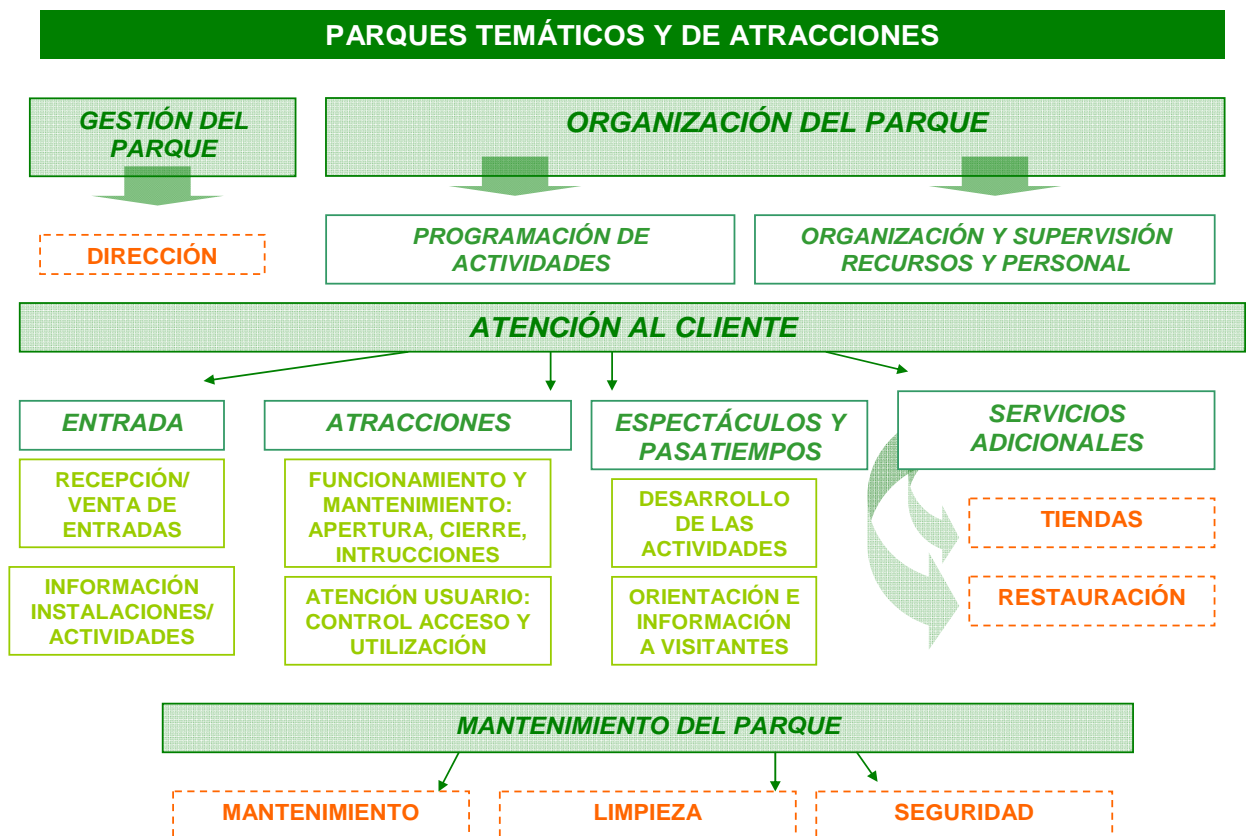 PARQUES TEMÁTICOS Y DE ATRACCIONES
GESTIÓN DEL
PARQUE
ORGANIZACIÓN DEL PARQUE
DIRECCIÓN
PROGRAMACIÓN DE
ACTIVIDADES
ORGANIZACIÓN Y SUPERVISIÓN
RECURSOS Y PERSONAL
ATENCIÓN AL CLIENTE
ENTRADA
RECEPCIÓN/
VENTA DE
ENTRADAS
INFORMACIÓN
INSTALACIONES/
ACTIVIDADES
ATRACCIONES
FUNCIONAMIENTO Y
MANTENIMIENTO:
APERTURA, CIERRE,
INTRUCCIONES
ATENCIÓN USUARIO:
CONTROL ACCESO Y
UTILIZACIÓN
ESPECTÁCULOS Y
PASATIEMPOS
DESARROLLO
DE LAS
ACTIVIDADES
ORIENTACIÓN E
INFORMACIÓN
A VISITANTES
SERVICIOS
ADICIONALES
TIENDAS
RESTAURACIÓN
MANTENIMIENTO DEL PARQUE
MANTENIMIENTO
LIMPIEZA
SEGURIDAD